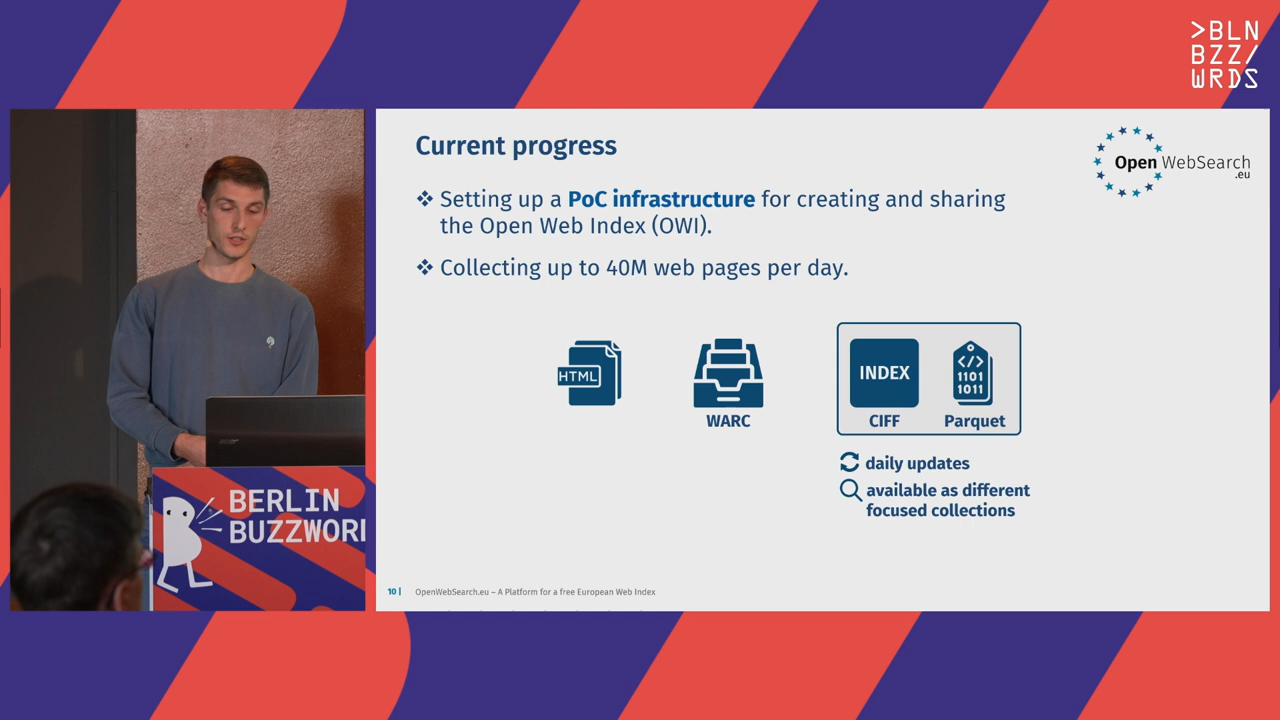 >BLN
BZZ/
WRDS
Current progress
Open WebSearch
.eu
❖ Setting up a PoC infrastructure for creating and sharing
the Open Web Index (OWI).
❖ Collecting up to 40M web pages per day.
HTML
WARC
INDEX
CIFF
</>
1101
1011
Parquet
daily updates
available as different
focused collections
10 | OpenWebSearch.eu – A Platform for a free European Web Index
BERLIN
BUZZWOR